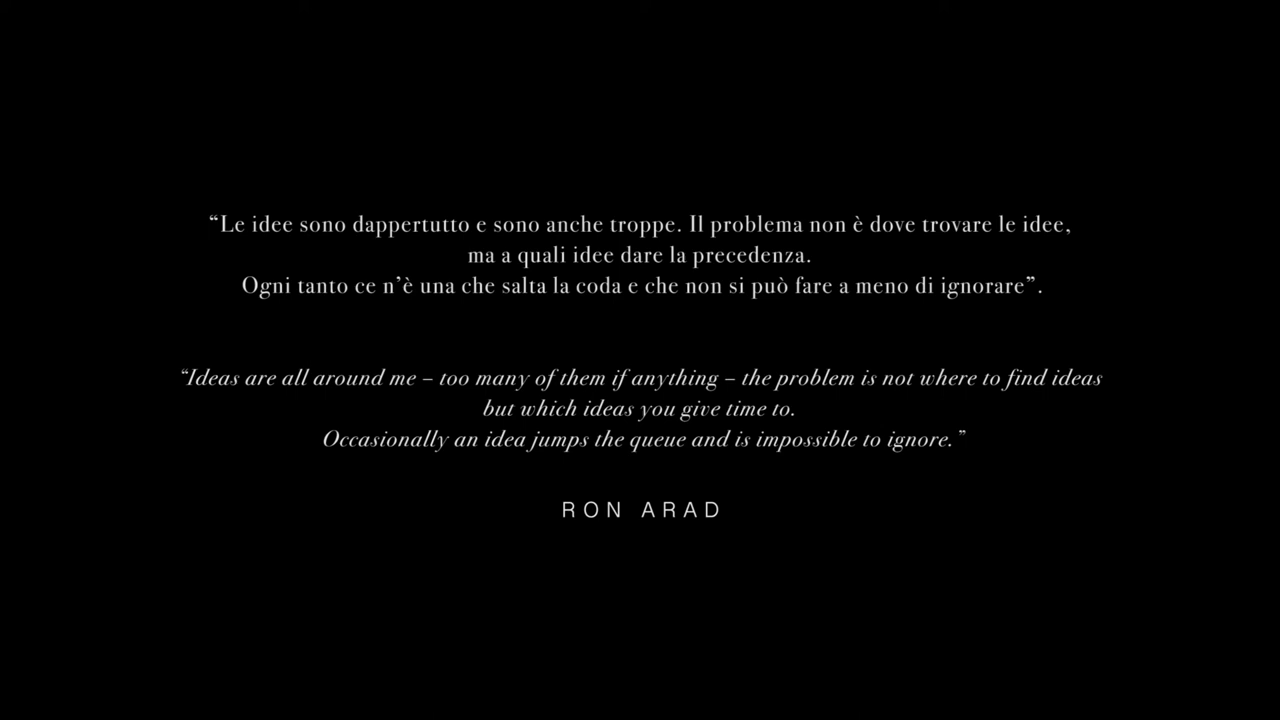 “Le idee sono dappertutto e sono anche troppe. Il problema non è dove trovare le idee,
ma a quali idee dare la precedenza.
Ogni tanto ce n’è una che salta la coda e che non si può fare a meno di ignorare”.
“Ideas are all around me – too many of them if anything – the problem is not where to find ideas
but which ideas you give time to.
Occasionally an idea jumps the queue and is impossible to ignore.”
RON ARAD